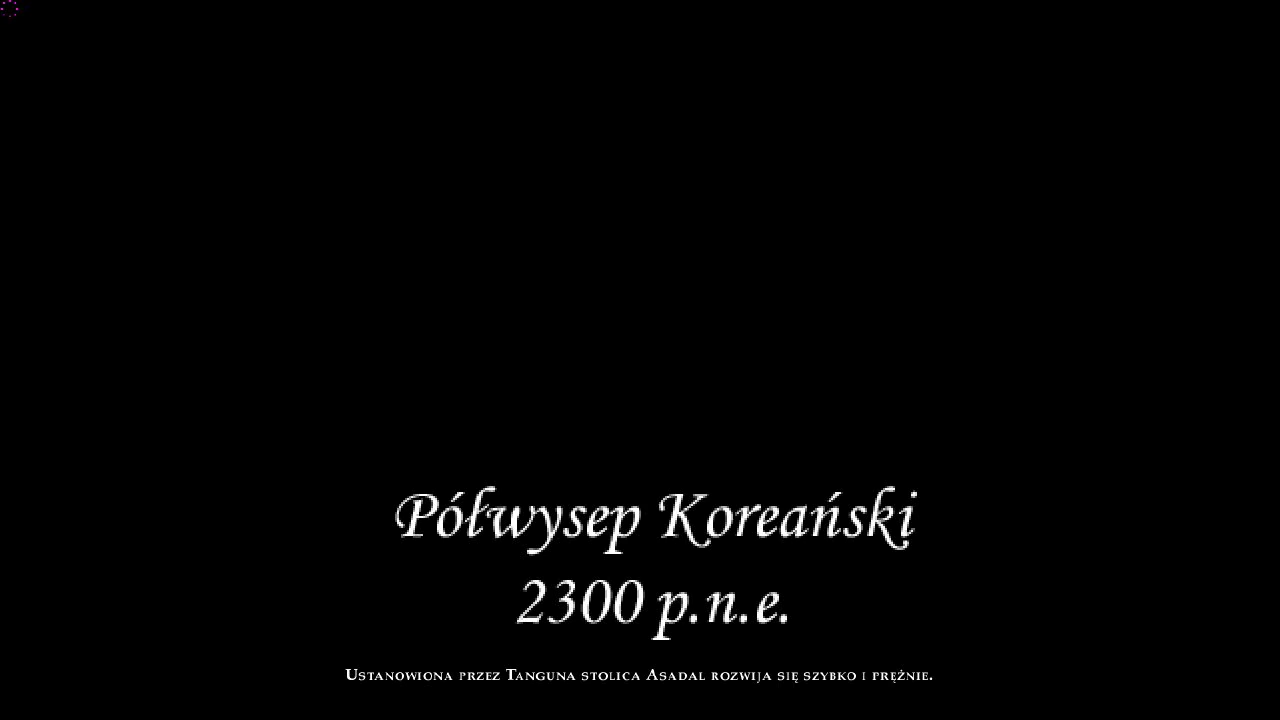 Półwysep Koreański
2300 p.n.e.
Ustanowiona przez Tanguna stolica Asadal rozwija się szybko i prężnie.